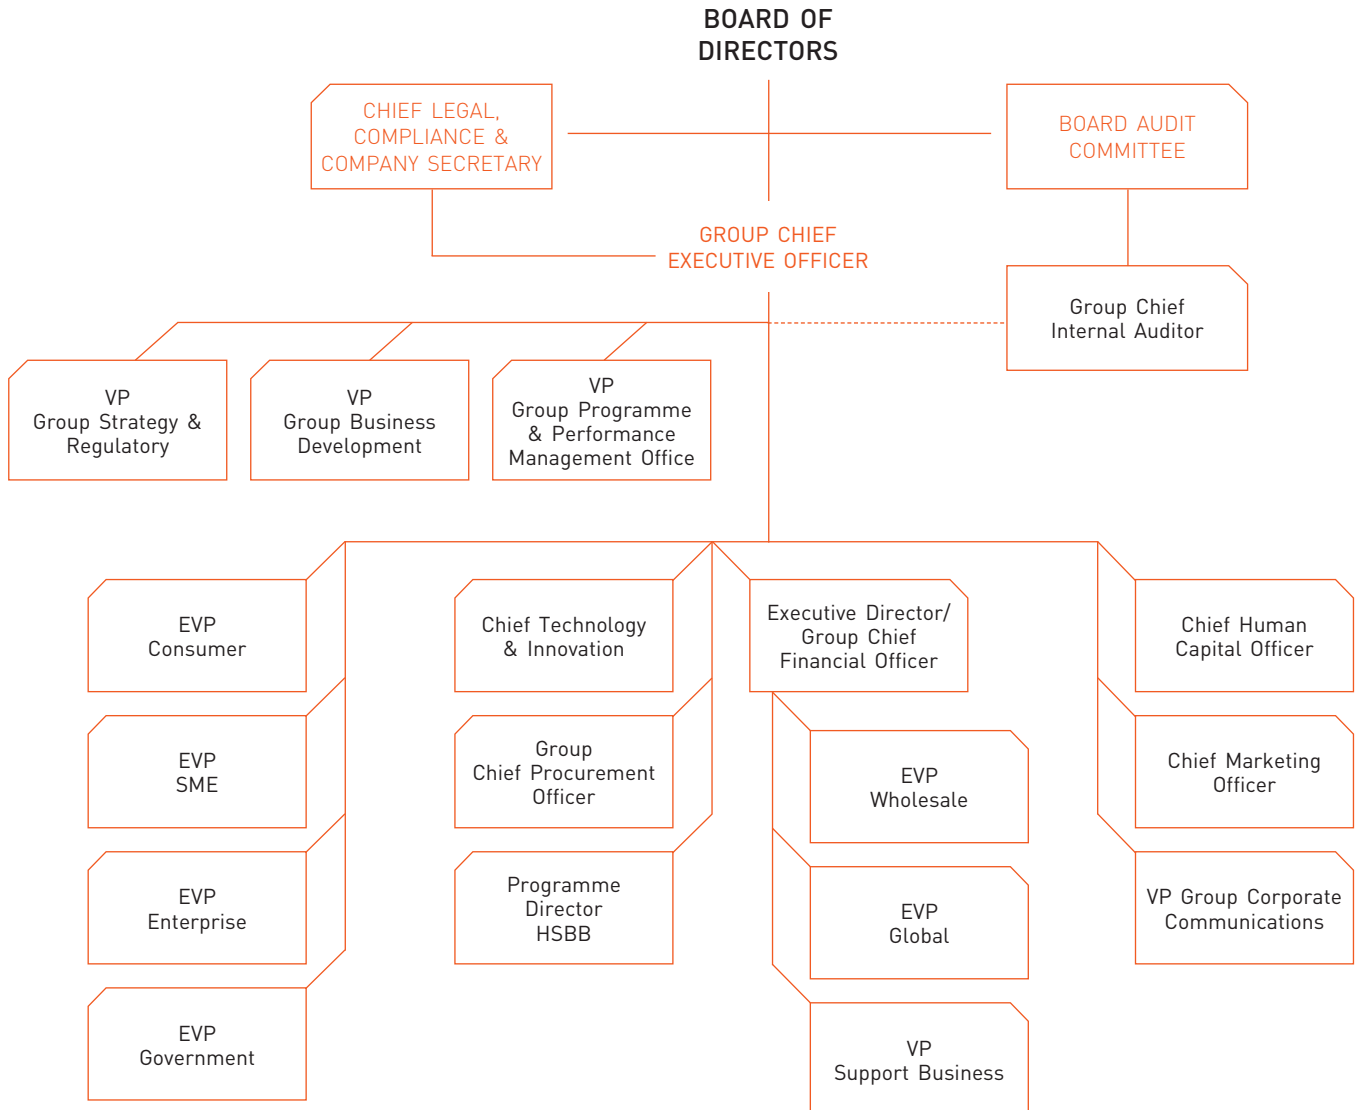 BOARD OF
DIRECTORS
CHIEF LEGAL,
COMPLIANCE &
COMPANY SECRETARY
BOARD AUDIT
COMMITTEE
GROUP CHIEF
EXECUTIVE OFFICER
Group Chief
Internal Auditor
VP
Group Strategy &
Regulatory
VP
Group Business
Development
VP
Group Programme
& Performance
Management Office
EVP
Consumer
Chief Technology
& Innovation
Executive Director/
Group Chief
Financial Officer
Chief Human
Capital Officer
EVP
SME
Group
Chief Procurement
Officer
EVP
Wholesale
Chief Marketing
Officer
EVP
Enterprise
Programme
Director
HSBB
EVP
Global
VP Group Corporate
Communications
EVP
Government
VP
Support Business